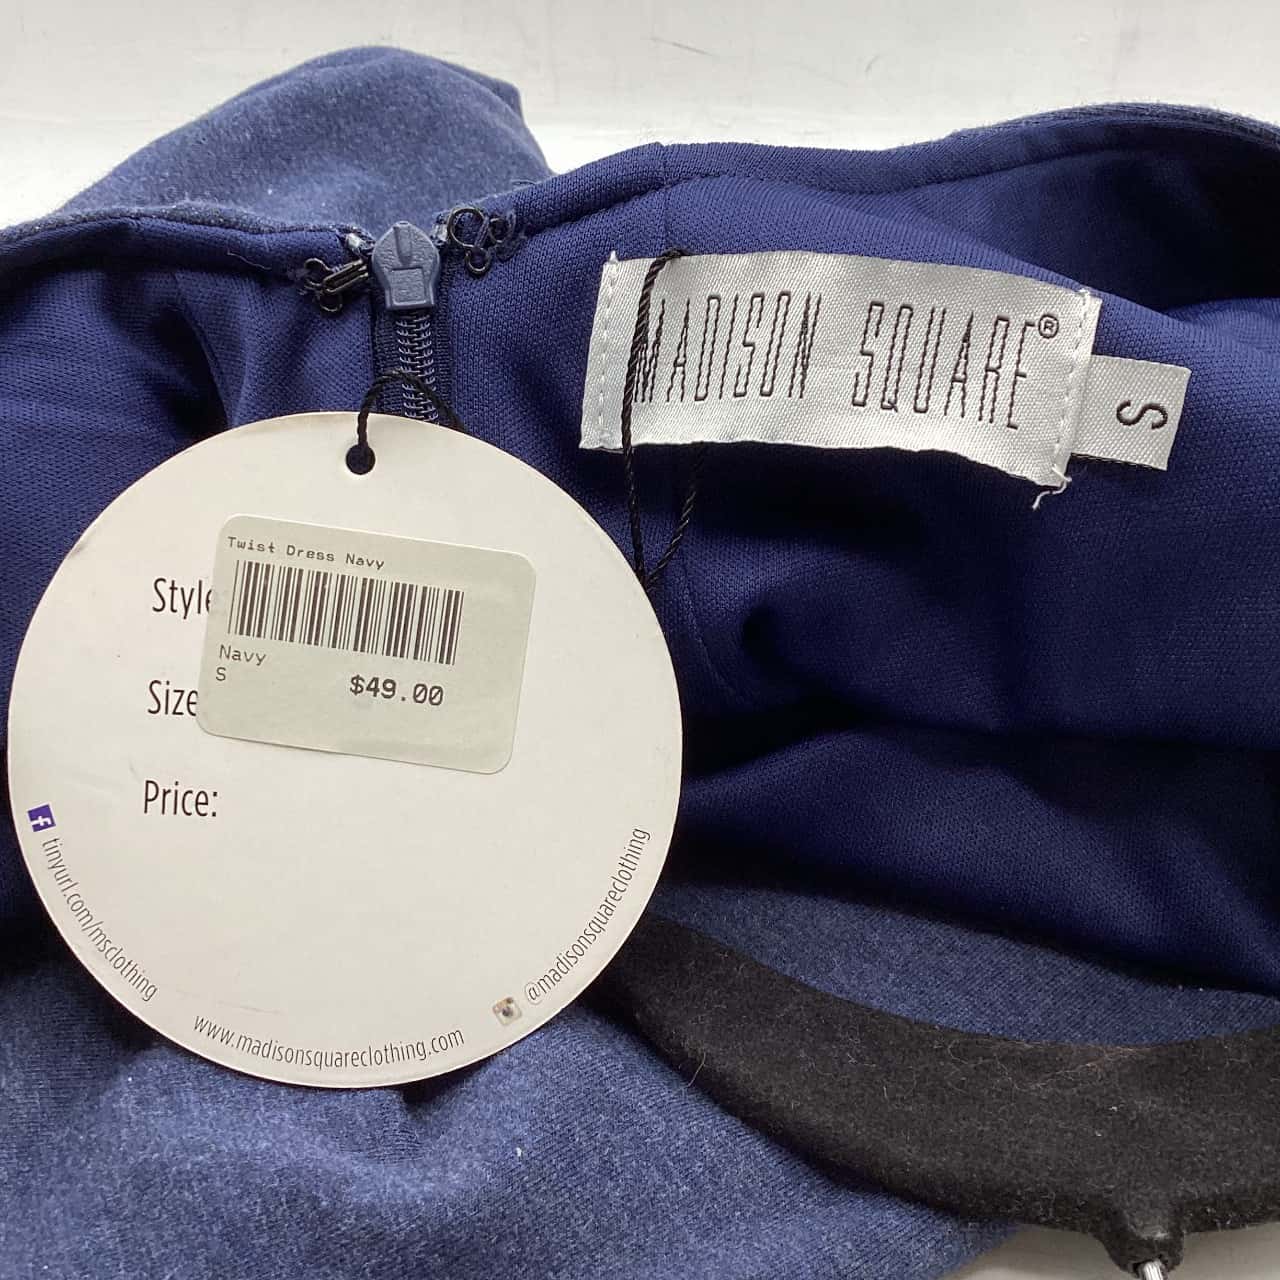 MADISON SQUARE®
S
Twist Dress Navy
Style
Navy
S
$49.00
Size
Price:
tinyurl.com/msclothing
www.madisonsquareclothing.com
@madisonsquareclothing